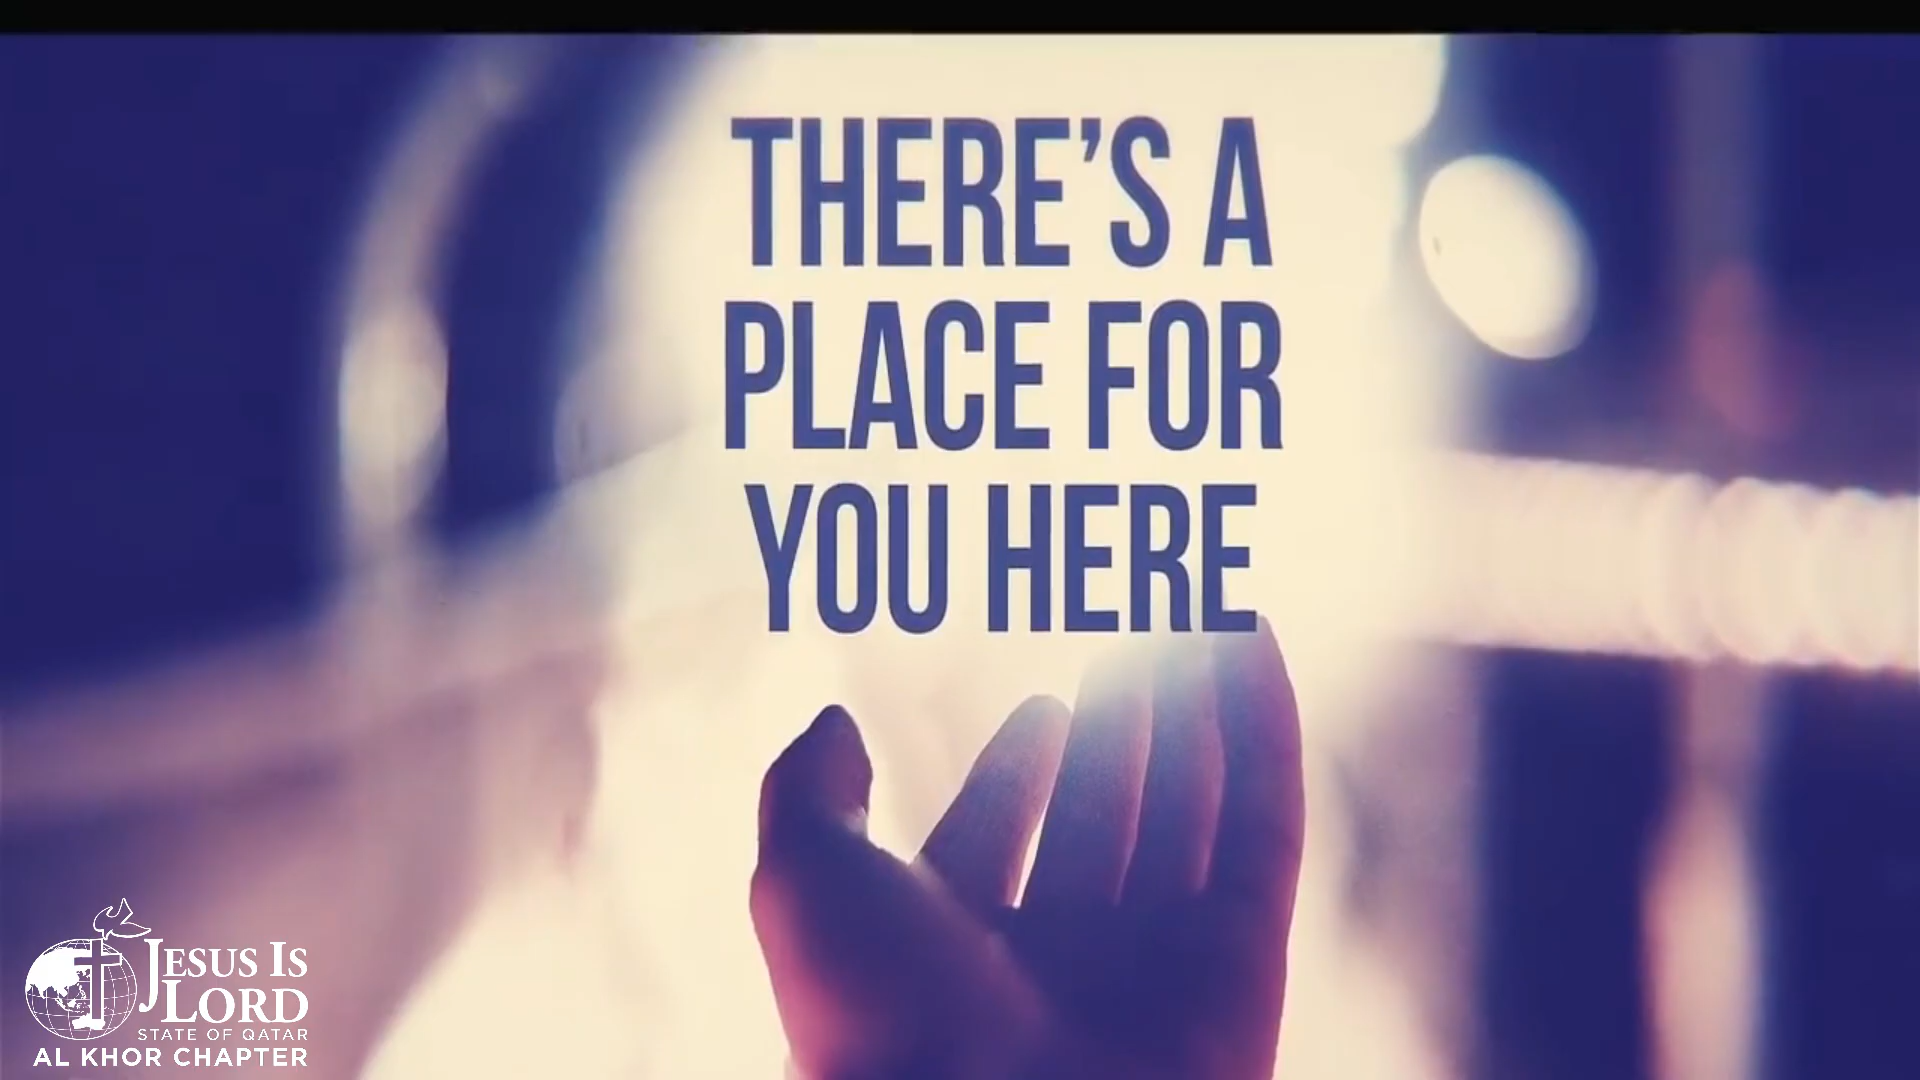 THERE'S A
PLACE FOR
YOU HERE
JESUS IS
LORD
STATE OF QATAR
AL KHOR CHAPTER